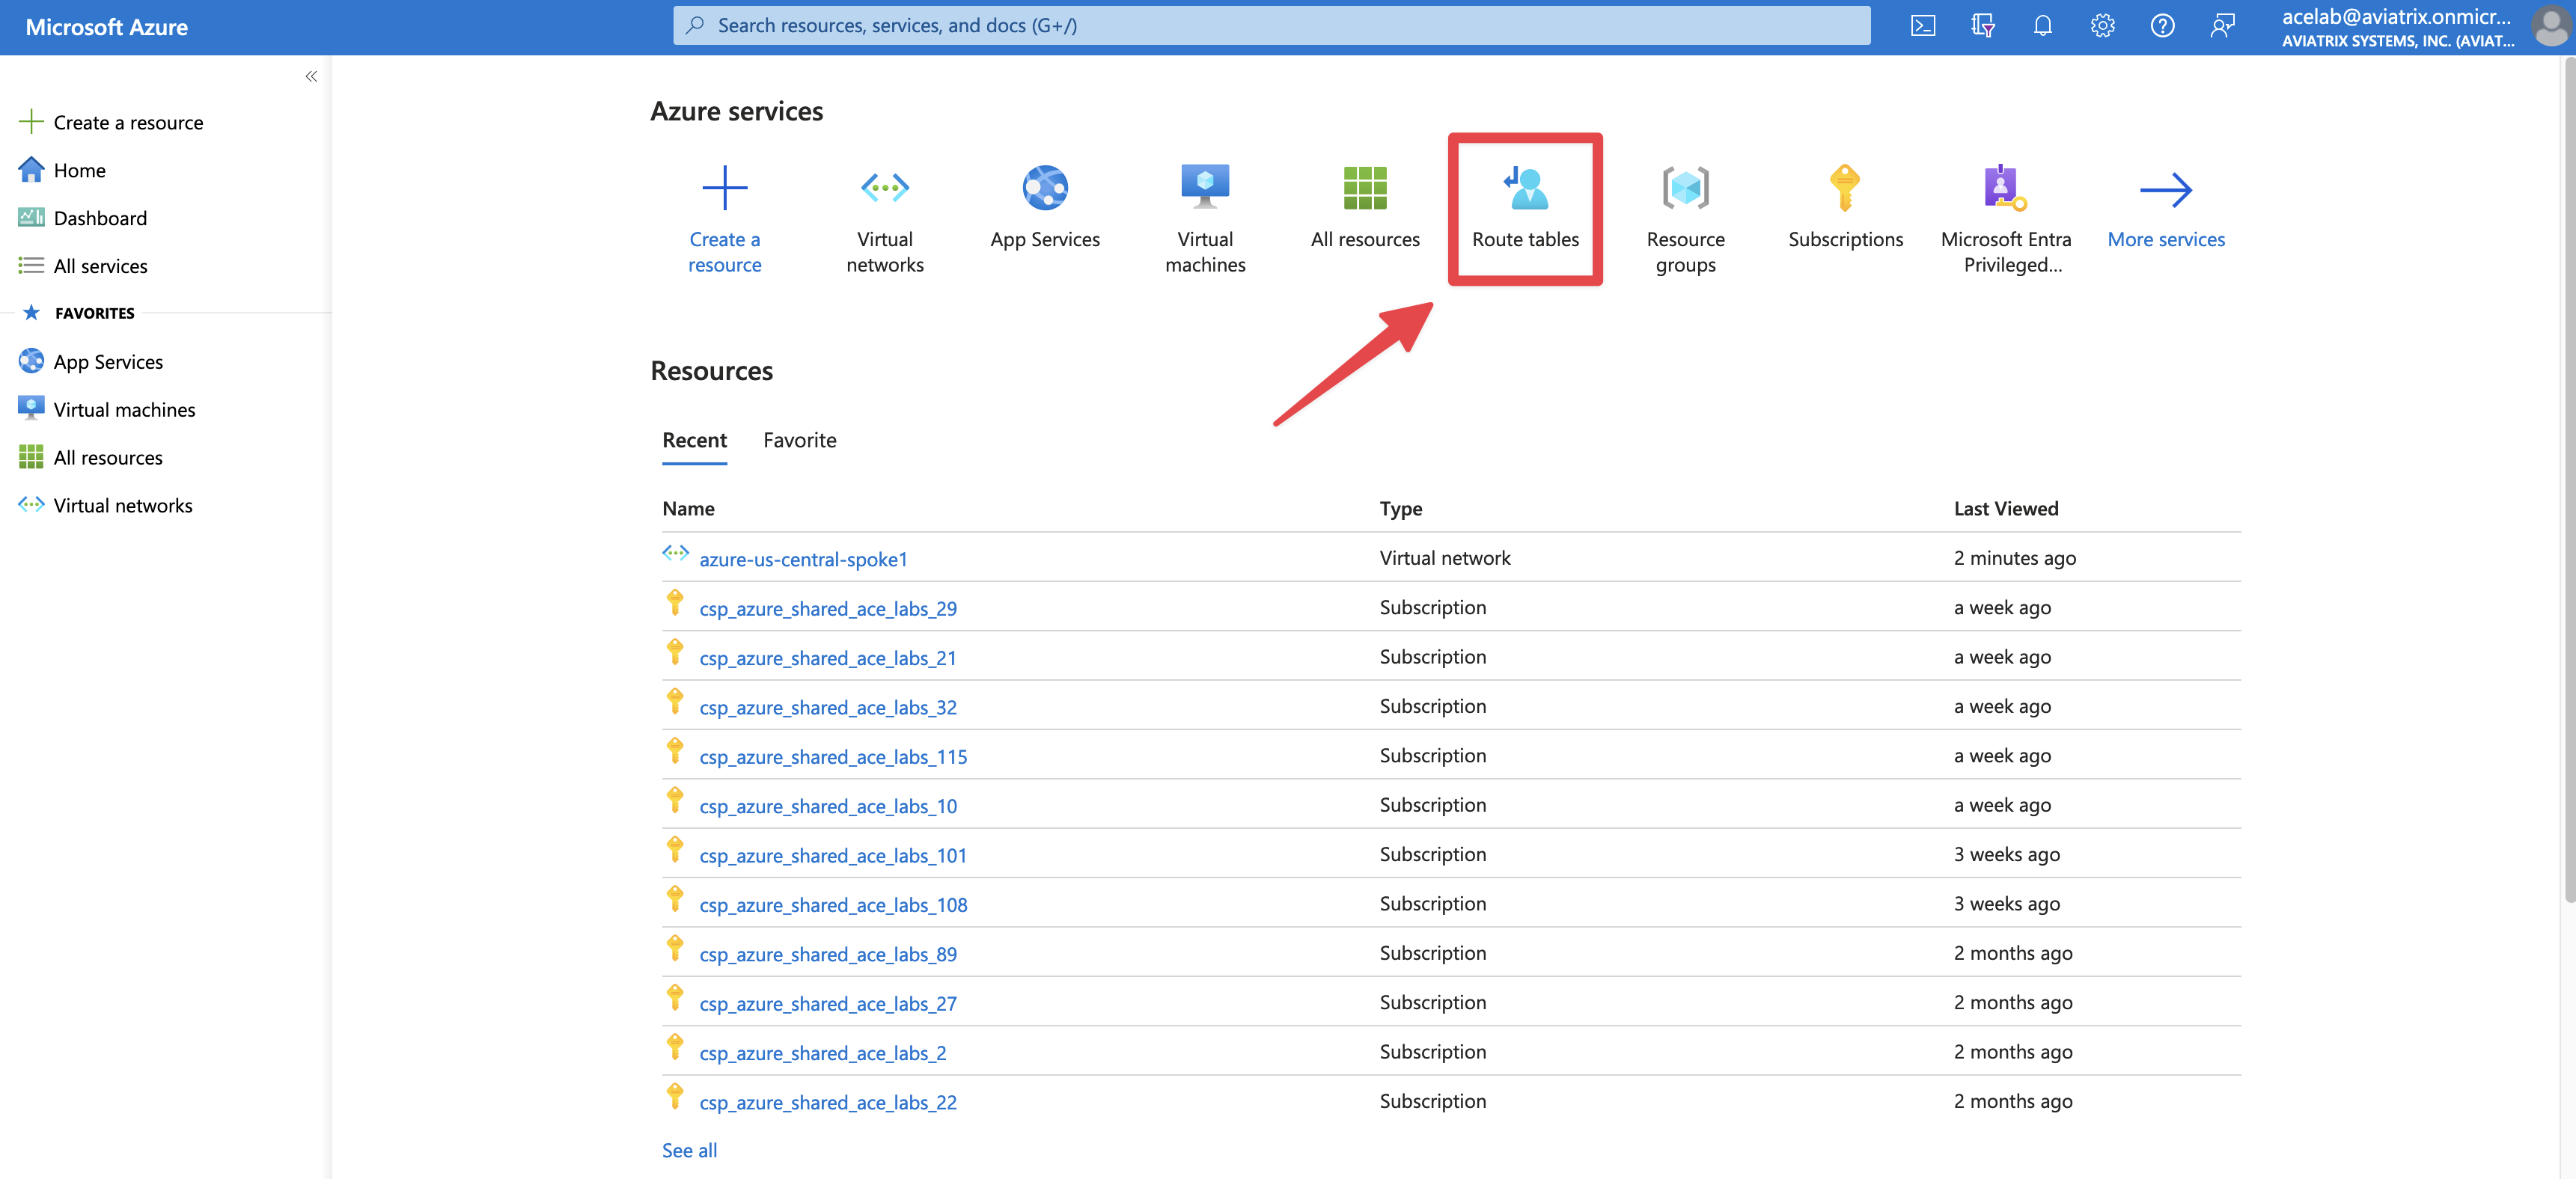 Microsoft Azure
Search resources, services, and docs (G+/)
acelab@aviatrix.onmicr...
AVIATRIX SYSTEMS, INC. (AVIAT...
Create a resource
Home
Dashboard
All services
FAVORITES
App Services
Virtual machines
All resources
Virtual networks
Azure services
Create a
resource
Virtual
networks
App Services
Virtual
machines
All resources
Route tables
Resource
groups
Subscriptions
Microsoft Entra
Privileged...
More services
Resources
Recent Favorite
Name Type Last Viewed
azure-us-central-spoke1 Virtual network 2 minutes ago
csp_azure_shared_ace_labs_29 Subscription a week ago
csp_azure_shared_ace_labs_21 Subscription a week ago
csp_azure_shared_ace_labs_32 Subscription a week ago
csp_azure_shared_ace_labs_115 Subscription a week ago
csp_azure_shared_ace_labs_10 Subscription a week ago
csp_azure_shared_ace_labs_101 Subscription 3 weeks ago
csp_azure_shared_ace_labs_108 Subscription 3 weeks ago
csp_azure_shared_ace_labs_89 Subscription 2 months ago
csp_azure_shared_ace_labs_27 Subscription 2 months ago
csp_azure_shared_ace_labs_2 Subscription 2 months ago
csp_azure_shared_ace_labs_22 Subscription 2 months ago
See all